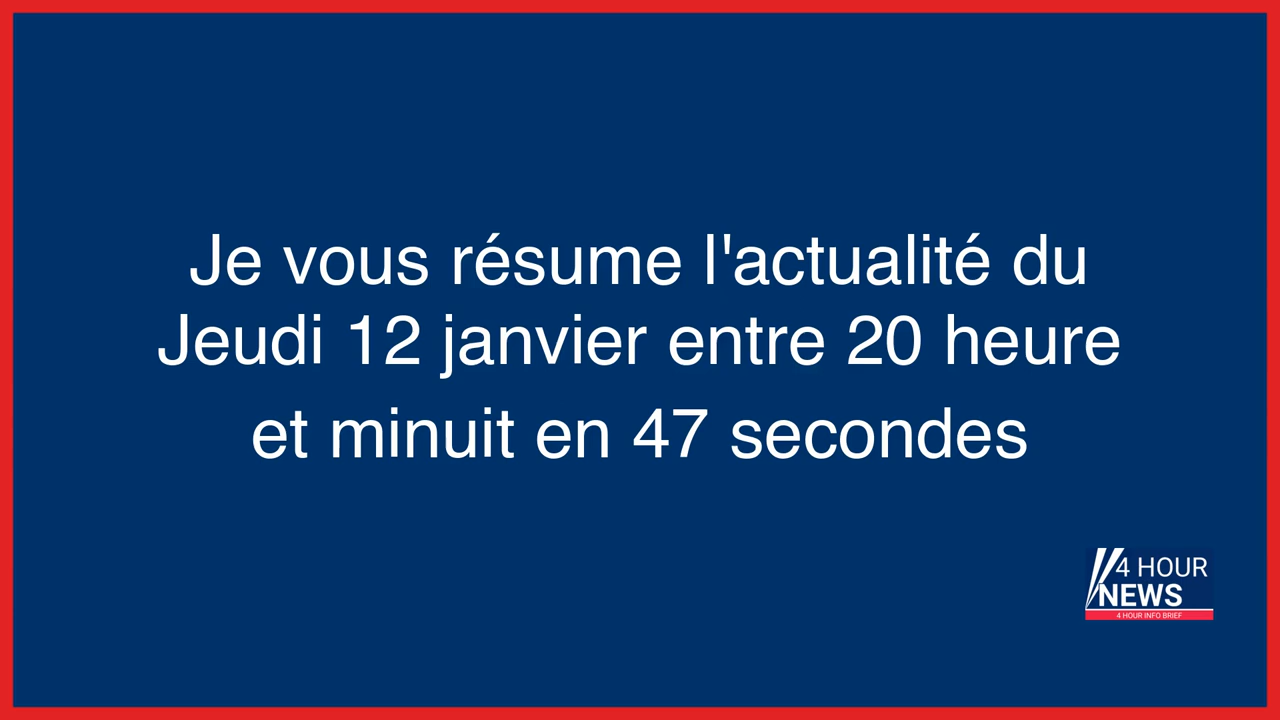 Je vous résume l'actualité du
Jeudi 12 janvier entre 20 heure
et minuit en 47 secondes
4 HOUR
NEWS
4 HOUR INFO BRIEF